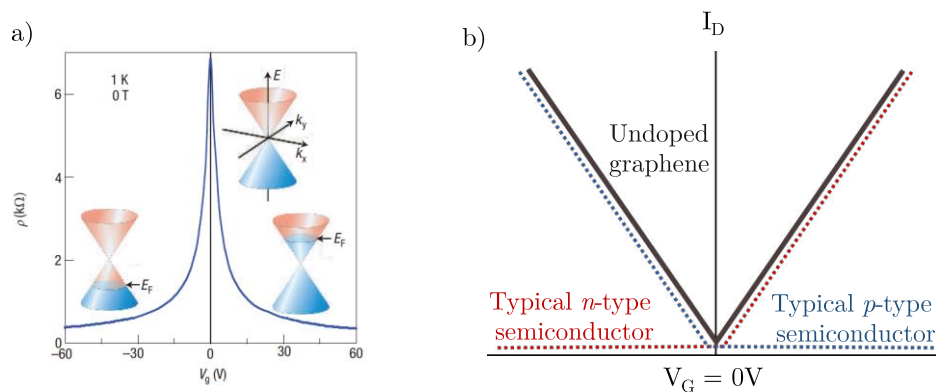 a)
1 K
0 T
E
k_y
k_x
E_F
E_F
6
4
2
0
ρ (kΩ)
−60
−30
0
30
60
V_g (V)
b)
I_D
Undoped
graphene
Typical n-type
semiconductor
Typical p-type
semiconductor
V_G = 0V